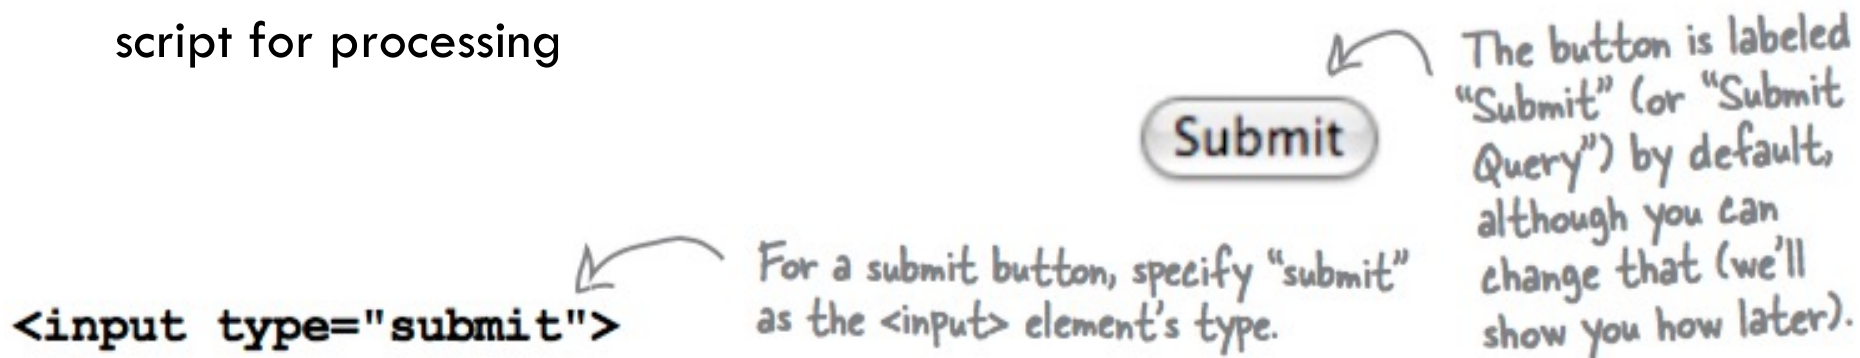 script for processing
Submit
The button is labeled
“Submit” (or “Submit
Query”) by default,
although you can
change that (we’ll
show you how later).
For a submit button, specify “submit”
as the <input> element’s type.
<input type="submit">